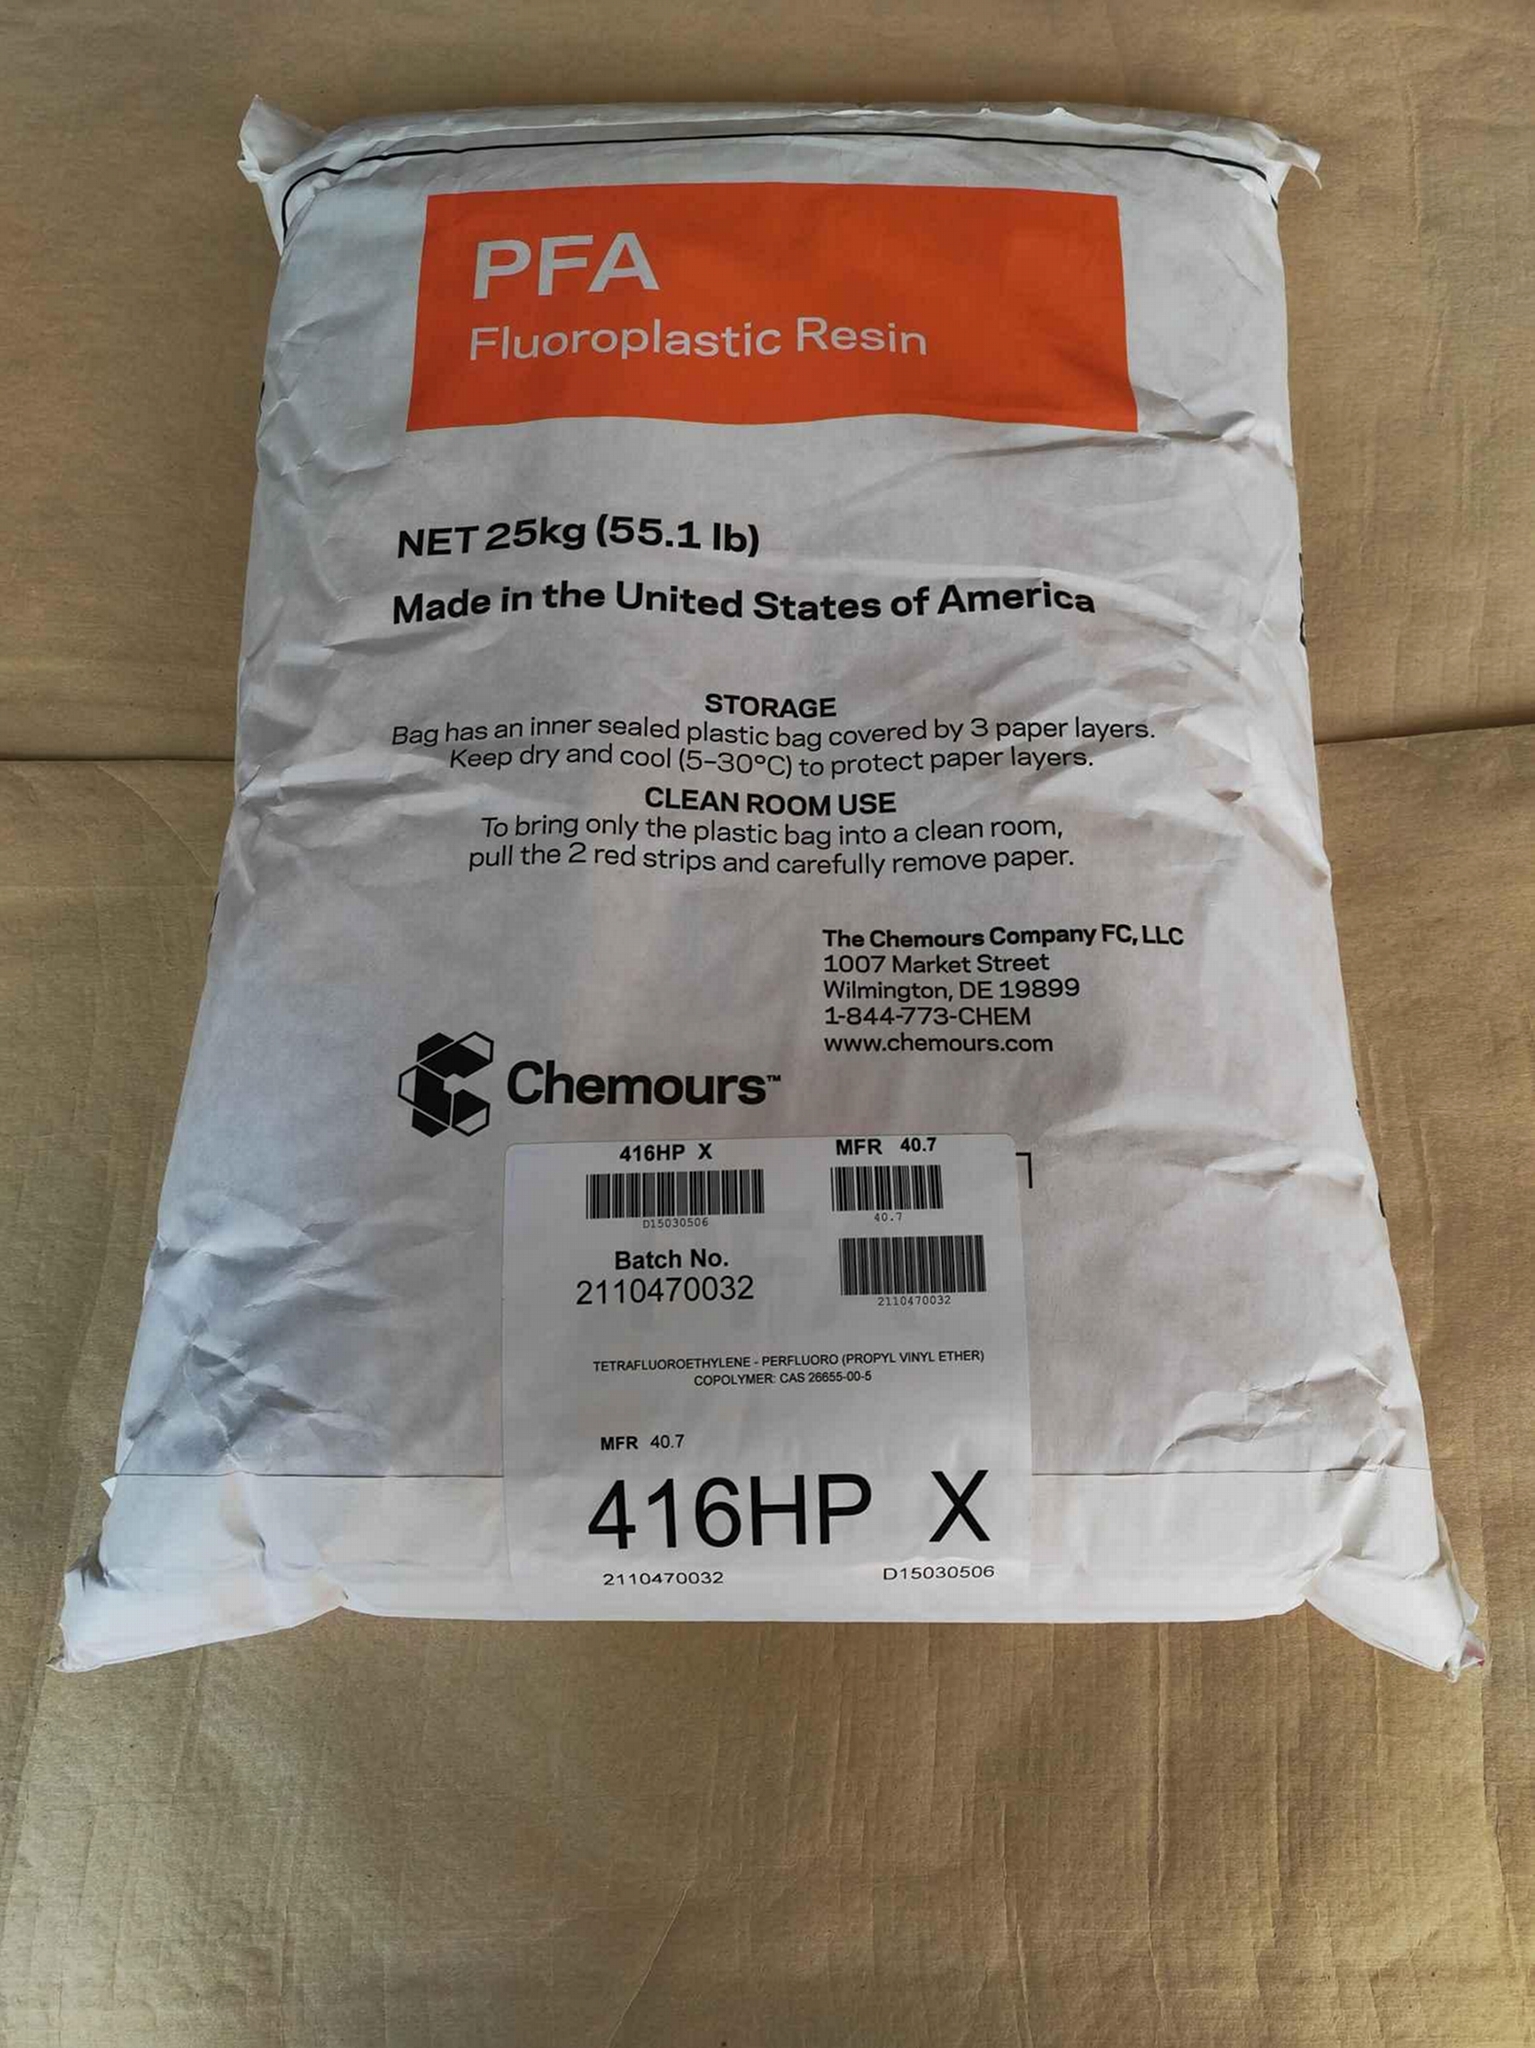 PFA
Fluoroplastic Resin
NET 25kg (55.1 lb)
Made in the United States of America
STORAGE
Bag has an inner sealed plastic bag covered by 3 paper layers.
Keep dry and cool (5–30°C) to protect paper layers.
CLEAN ROOM USE
To bring only the plastic bag into a clean room,
pull the 2 red strips and carefully remove paper.
The Chemours Company FC, LLC
1007 Market Street
Wilmington, DE 19899
1-844-773-CHEM
www.chemours.com
Chemours™
416HP X
MFR 40.7
D15030506
40.7
Batch No.
2110470032
2110470032
TETRAFLUOROETHYLENE - PERFLUORO (PROPYL VINYL ETHER)
COPOLYMER: CAS 26655-00-5
MFR 40.7
416HP X
2110470032
D15030506